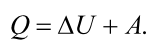 Q = ΔU + A.